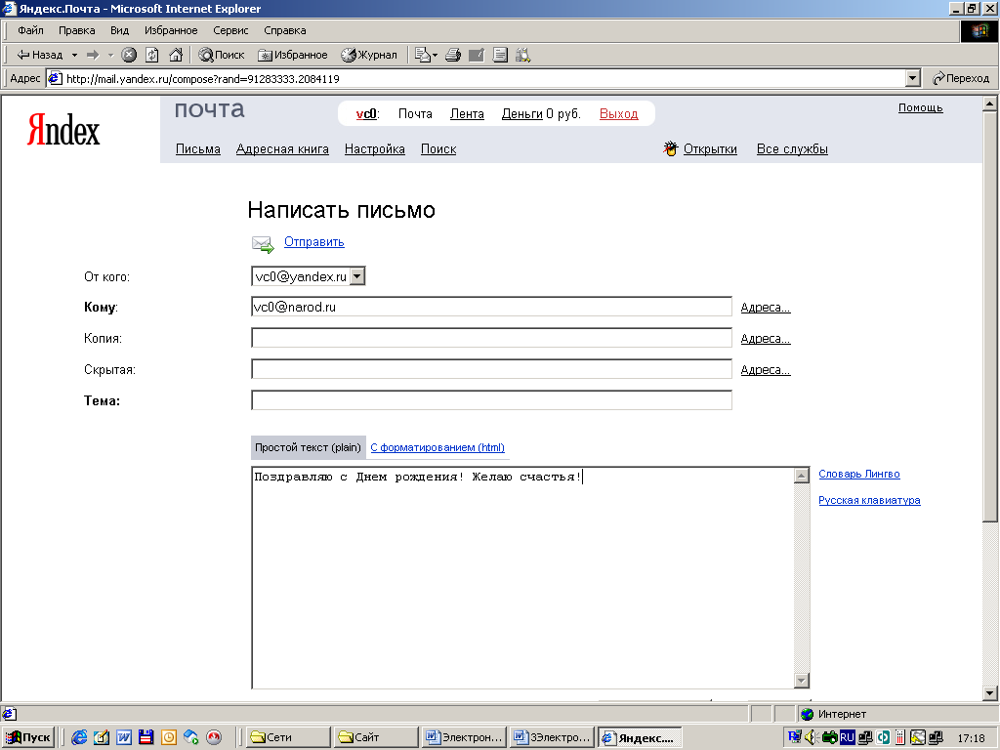 Яндекс.Почта - Microsoft Internet Explorer
Файл Правка Вид Избранное Сервис Справка
Назад Поиск Избранное Журнал
Адрес http://mail.yandex.ru/compose?rand=91283333.2084119 Переход
Яndex
почта
vc0: Почта Лента Деньги 0 руб. Выход
Помощь
Письма Адресная книга Настройка Поиск Открытки Все службы
Написать письмо
Отправить
От кого: vc0@yandex.ru
Кому: vc0@narod.ru Адреса...
Копия: Адреса...
Скрытая: Адреса...
Тема:
Простой текст (plain) С форматированием (html)
Поздравляю с Днем рождения! Желаю счастья!
Словарь Лингво
Русская клавиатура
Интернет
Пуск Сети Сайт Электрон... 3Электро... Яндекс.... RU 17:18